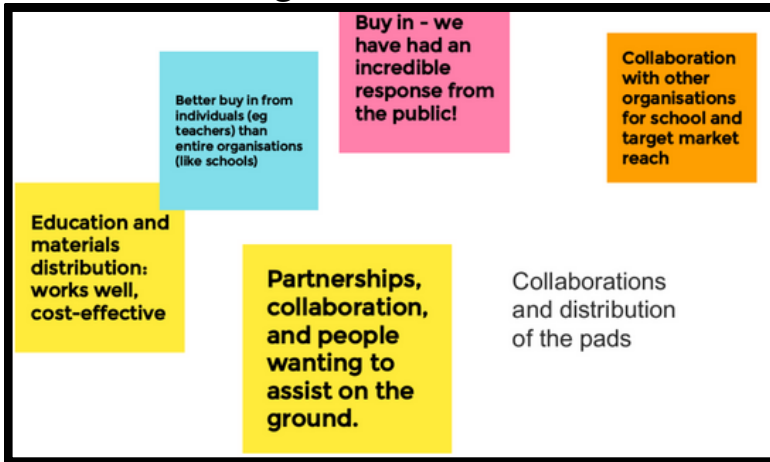 Buy in - we
have had an
incredible
response from
the public!
Collaboration
with other
organisations
for school and
target market
reach
Better buy in from
individuals (eg
teachers) than
entire organisations
(like schools)
Education and
materials
distribution:
works well,
cost-effective
Partnerships,
collaboration,
and people
wanting to
assist on the
ground.
Collaborations
and distribution
of the pads